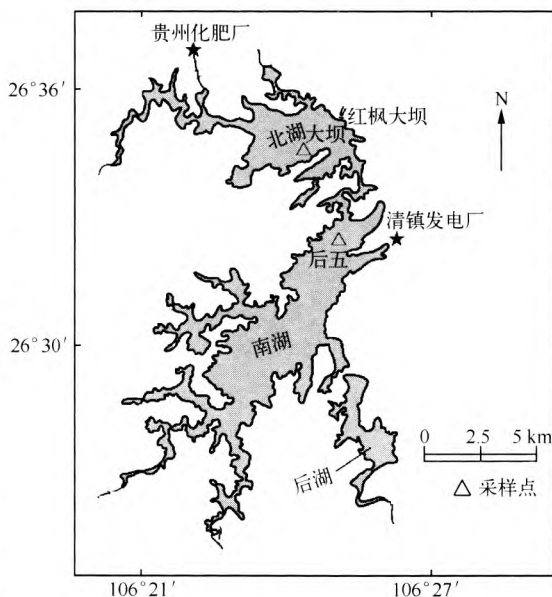 贵州化肥厂
26°36′
红枫大坝
北湖大坝
N
清镇发电厂
后五
26°30′
南湖
0 2.5 5 km
后湖
△ 采样点
106°21′ 106°27′